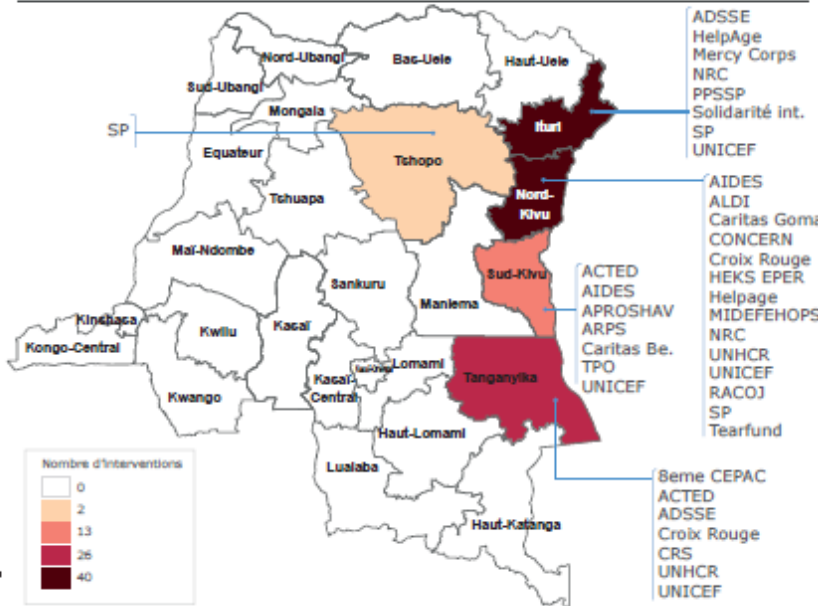 ADSSE
HelpAge
Mercy Corps
NRC
PPSSP
Solidarité int.
SP
UNICEF
Nord-Ubangi
Bas-Uele
Haut-Uele
Sud-Ubangi
Mongala
SP
Ituri
Equateur
Tshopo
Tshuapa
Nord-
Kivu
AIDES
ALDI
Caritas Goma
CONCERN
Croix Rouge
HEKS EPER
Helpage
MIDEFEHOPS
NRC
UNHCR
UNICEF
RACOJ
SP
Tearfund
Maï-Ndombe
Sankuru
Maniema
Sud-Kivu
ACTED
AIDES
APROSHAV
ARPS
Caritas Be.
TPO
UNICEF
Kinshasa
Kongo-Central
Kwilu
Kasaï
Kwango
Kasaï-
Central
Lomami
Tanganyika
Haut-Lomami
Lualaba
Haut-Katanga
8eme CEPAC
ACTED
ADSSE
Croix Rouge
CRS
UNHCR
UNICEF
Nombre d'interventions
0
2
13
26
40